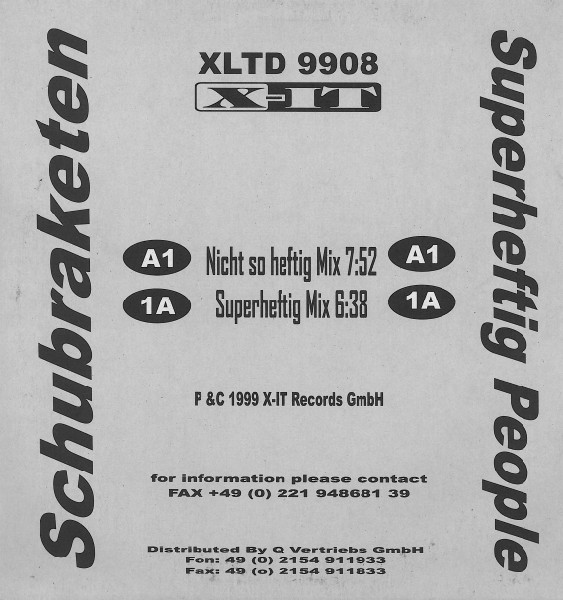 Schubraketen
XLTD 9908
X-IT
A1 Nicht so heftig Mix 7:52 A1
1A Superheftig Mix 6:38 1A
P &C 1999 X-IT Records GmbH
for information please contact
FAX +49 (0) 221 948681 39
Distributed By Q Vertriebs GmbH
Fon: 49 (0) 2154 911933
Fax: 49 (o) 2154 911833
Superheftig People